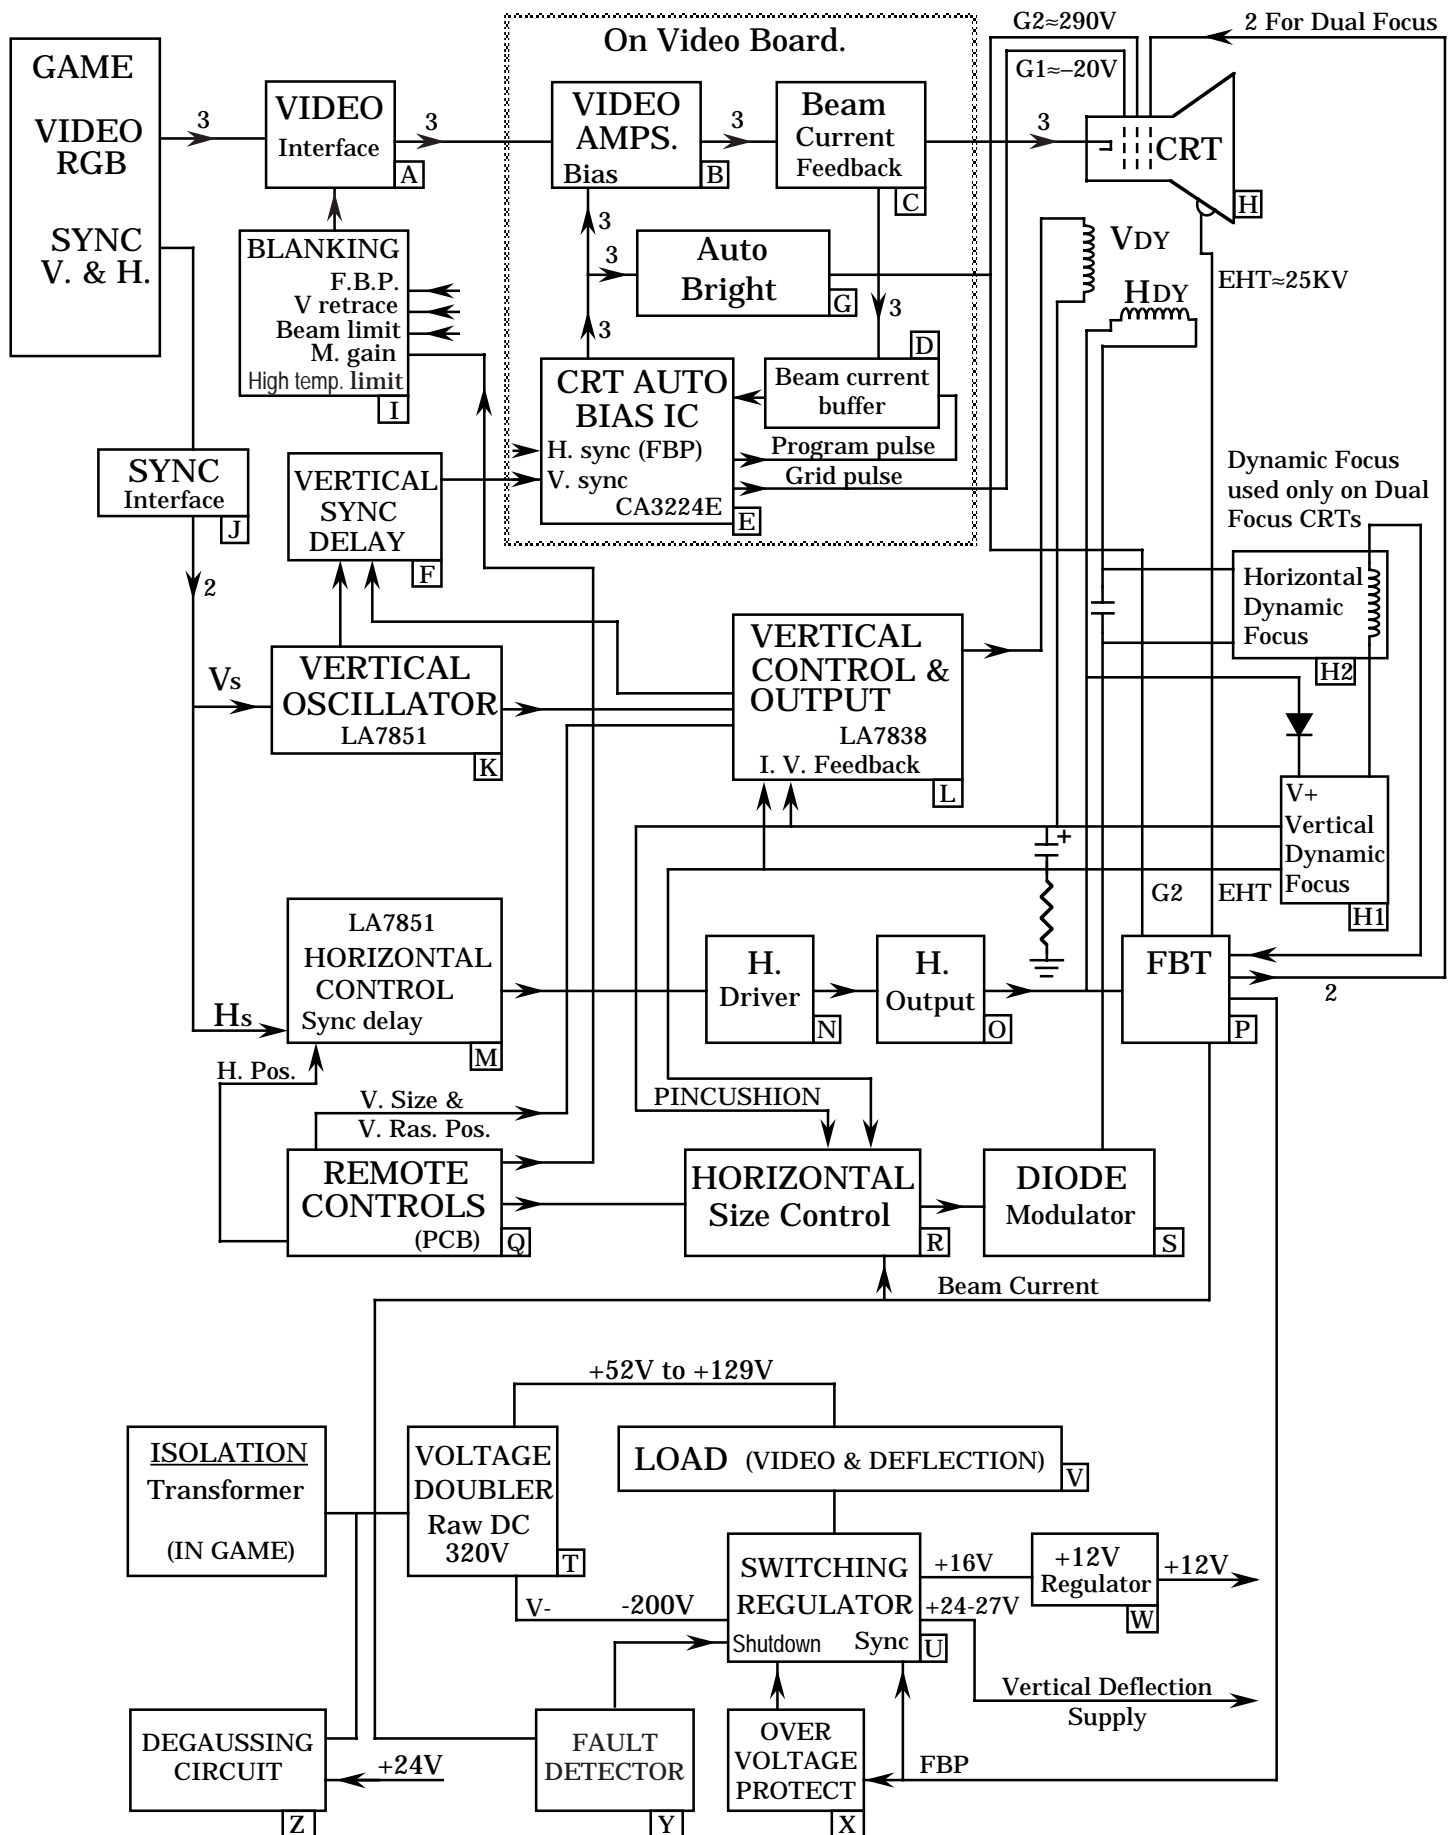 GAME
VIDEO
RGB
SYNC
V. & H.
3
VIDEO
Interface
A
3
On Video Board.
VIDEO
AMPS.
Bias
B
3
Beam
Current
Feedback
C
G2≈290V
G1≈–20V
2 For Dual Focus
3
CRT
H
BLANKING
F.B.P.
V retrace
Beam limit
M. gain
High temp. limit
I
3
3
Auto
Bright
G
3
3
VDY
HDY
EHT≈25KV
D
Beam current
buffer
CRT AUTO
BIAS IC
H. sync (FBP)
V. sync
CA3224E
E
Program pulse
Grid pulse
SYNC
Interface
J
VERTICAL
SYNC
DELAY
F
2
Dynamic Focus
used only on Dual
Focus CRTs
Horizontal
Dynamic
Focus
H2
Vs
VERTICAL
OSCILLATOR
LA7851
K
VERTICAL
CONTROL &
OUTPUT
LA7838
I. V. Feedback
L
V+
Vertical
Dynamic
Focus
H1
+
G2
EHT
LA7851
HORIZONTAL
CONTROL
Sync delay
M
Hs
H.
Driver
N
H.
Output
O
FBT
P
2
H. Pos.
V. Size &
V. Ras. Pos.
PINCUSHION
REMOTE
CONTROLS
(PCB)
Q
HORIZONTAL
Size Control
R
DIODE
Modulator
S
Beam Current
+52V to +129V
ISOLATION
Transformer
(IN GAME)
VOLTAGE
DOUBLER
Raw DC
320V
T
LOAD (VIDEO & DEFLECTION)
V
V-
-200V
SWITCHING
REGULATOR
Shutdown
Sync
U
+16V
+12V
Regulator
W
+12V
+24-27V
Vertical Deflection
Supply
DEGAUSSING
CIRCUIT
Z
+24V
FAULT
DETECTOR
Y
OVER
VOLTAGE
PROTECT
X
FBP